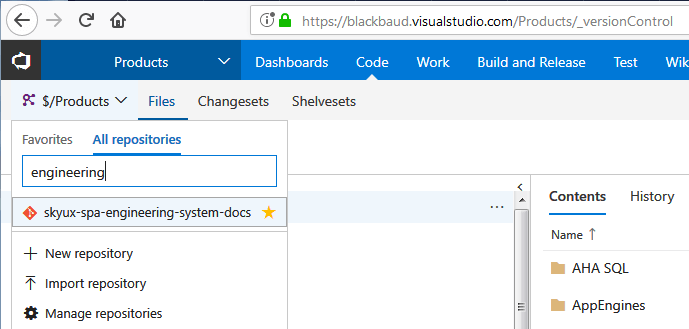 https://blackbaud.visualstudio.com/Products/_versionControl
Products Dashboards Code Work Build and Release Test
$/Products Files Changesets Shelvesets
Favorites All repositories
engineering
skyux-spa-engineering-system-docs
New repository
Import repository
Manage repositories
Contents History
Name
AHA SQL
AppEngines